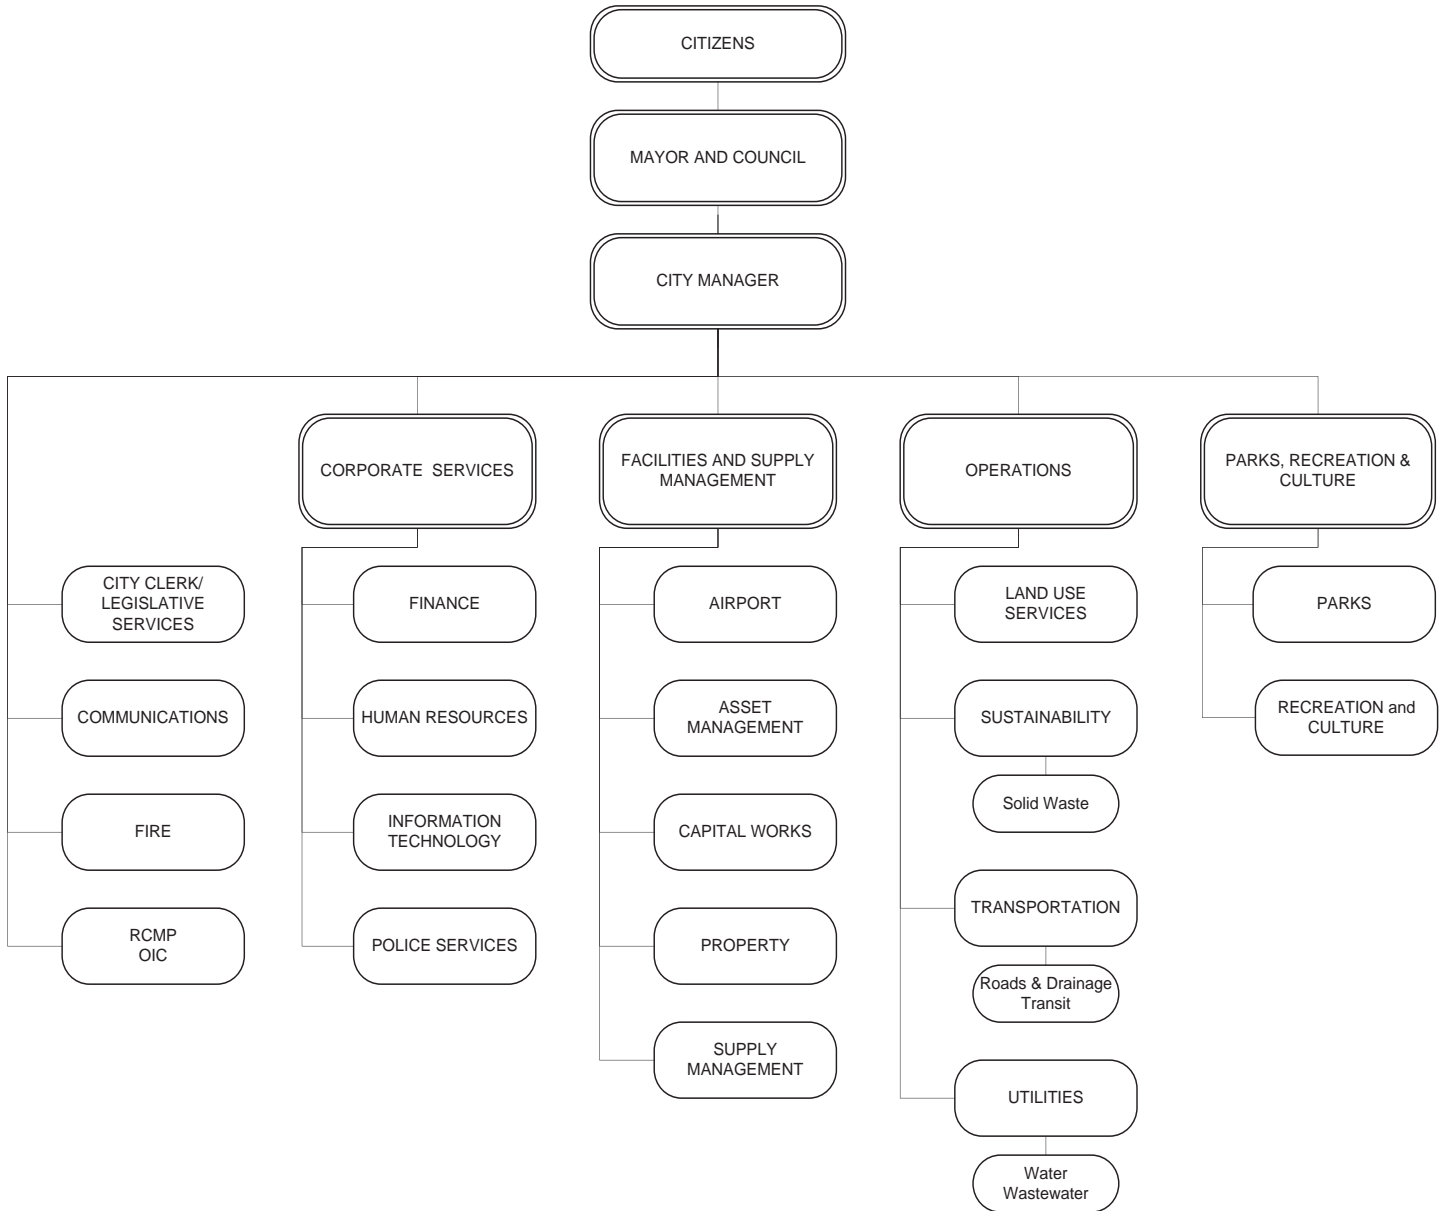 CITIZENS
MAYOR AND COUNCIL
CITY MANAGER
CORPORATE SERVICES
FACILITIES AND SUPPLY
MANAGEMENT
OPERATIONS
PARKS, RECREATION &
CULTURE
CITY CLERK/
LEGISLATIVE
SERVICES
COMMUNICATIONS
FIRE
RCMP
OIC
FINANCE
HUMAN RESOURCES
INFORMATION
TECHNOLOGY
POLICE SERVICES
AIRPORT
ASSET
MANAGEMENT
CAPITAL WORKS
PROPERTY
SUPPLY
MANAGEMENT
LAND USE
SERVICES
SUSTAINABILITY
Solid Waste
TRANSPORTATION
Roads & Drainage
Transit
UTILITIES
Water
Wastewater
PARKS
RECREATION and
CULTURE